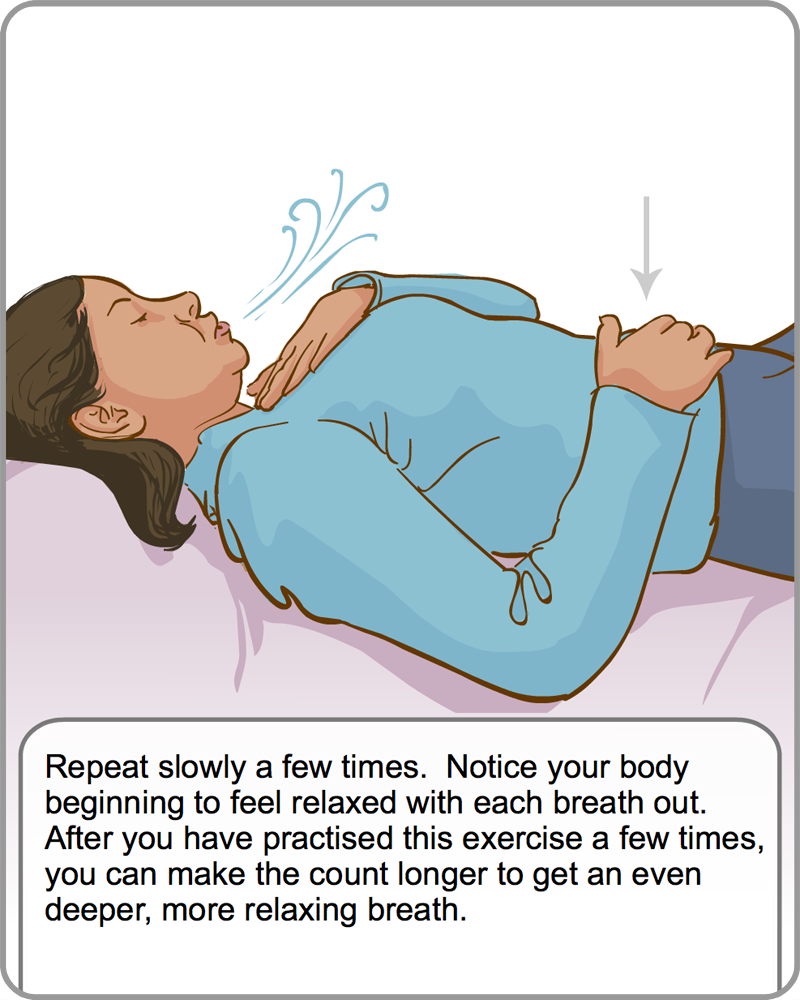 Repeat slowly a few times.  Notice your body
beginning to feel relaxed with each breath out.
After you have practised this exercise a few times,
you can make the count longer to get an even
deeper, more relaxing breath.